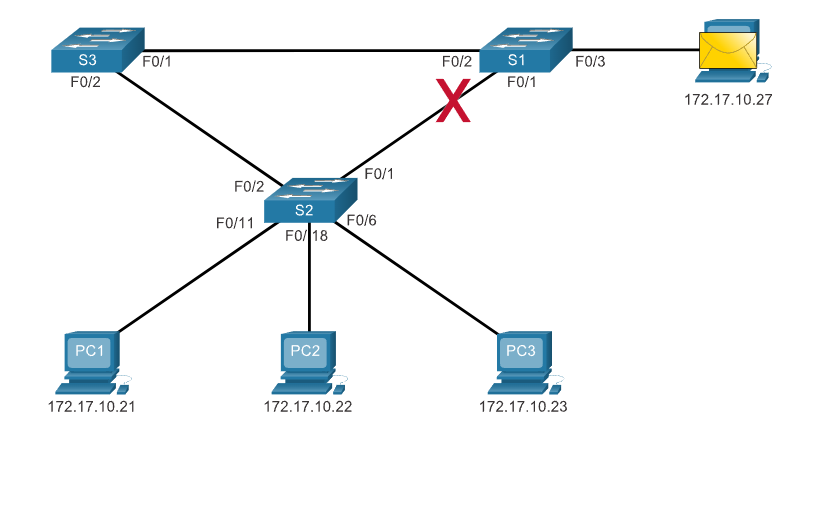 S3
F0/1
F0/2
F0/2
S1
F0/3
F0/1
172.17.10.27
X
F0/1
F0/2
S2
F0/11
F0/18
F0/6
PC1
PC2
PC3
172.17.10.21
172.17.10.22
172.17.10.23